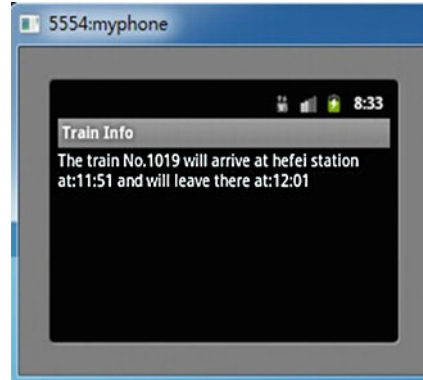 5554:myphone
8:33
Train Info
The train No.1019 will arrive at hefei station
at:11:51 and will leave there at:12:01